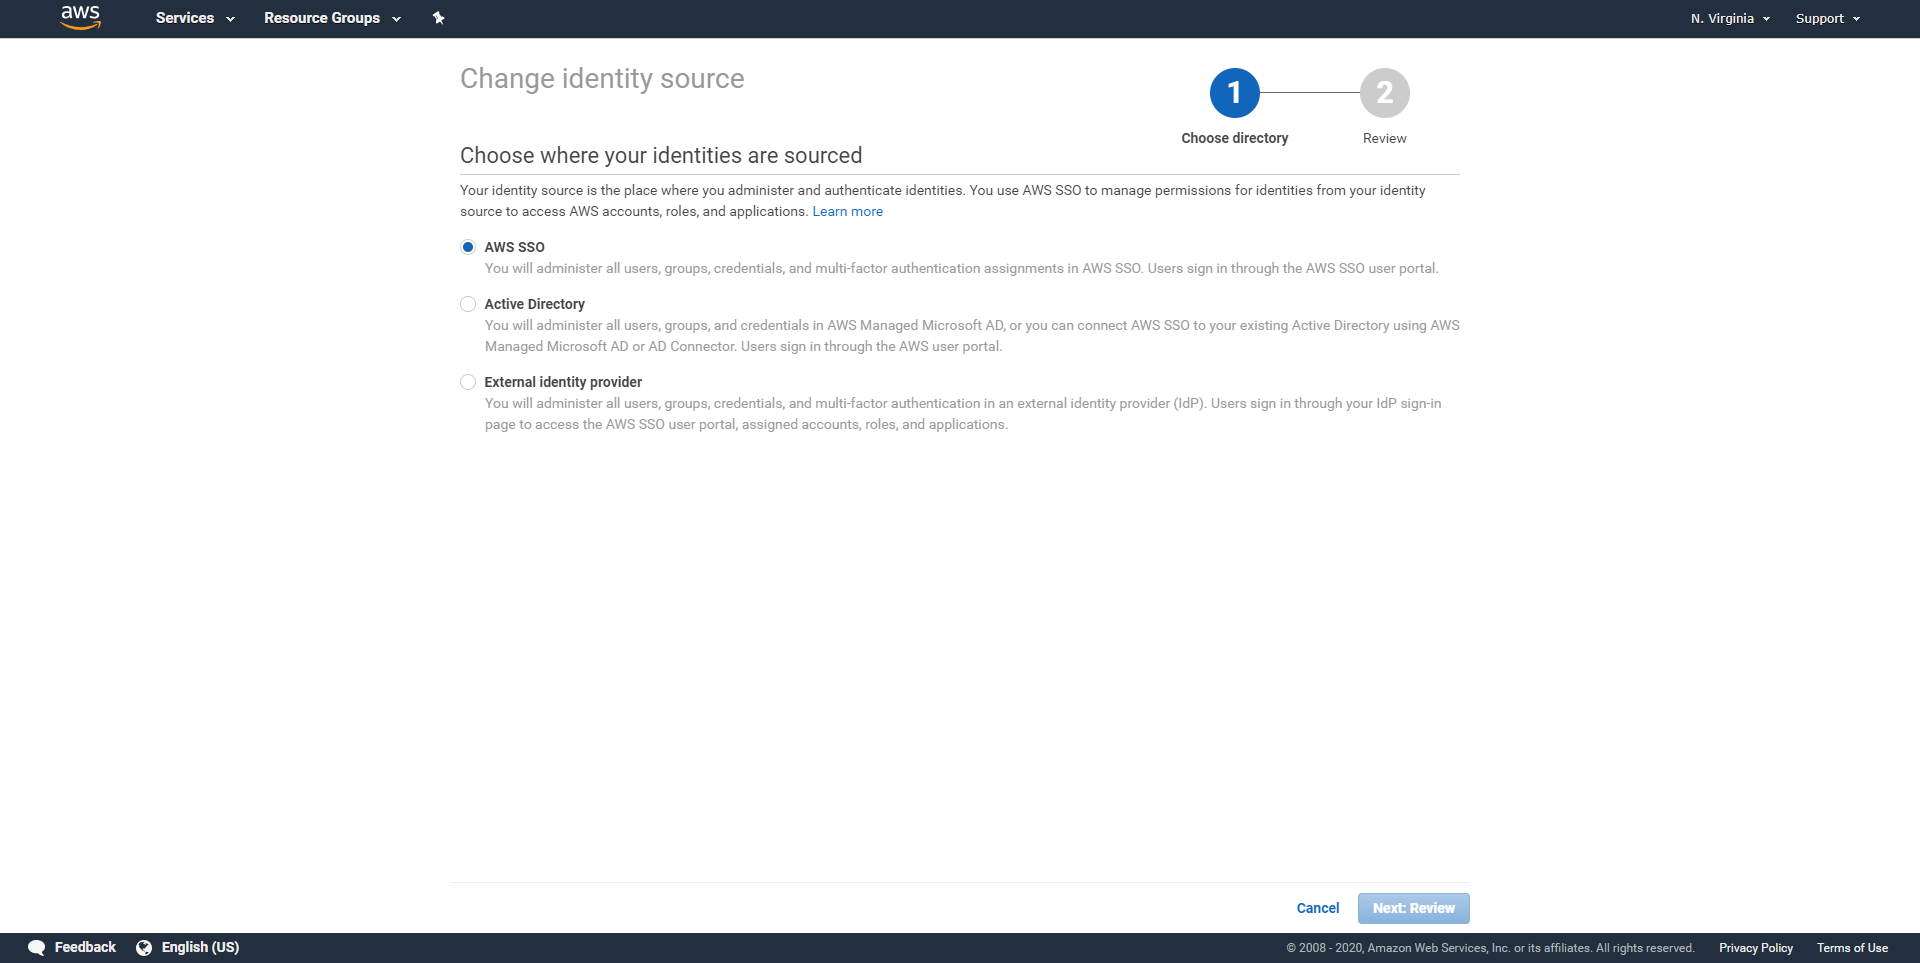 aws
Services
Resource Groups
N. Virginia
Support
Change identity source
1
2
Choose directory
Review
Choose where your identities are sourced
Your identity source is the place where you administer and authenticate identities. You use AWS SSO to manage permissions for identities from your identity
source to access AWS accounts, roles, and applications. Learn more
AWS SSO
You will administer all users, groups, credentials, and multi-factor authentication assignments in AWS SSO. Users sign in through the AWS SSO user portal.
Active Directory
You will administer all users, groups, and credentials in AWS Managed Microsoft AD, or you can connect AWS SSO to your existing Active Directory using AWS
Managed Microsoft AD or AD Connector. Users sign in through the AWS user portal.
External identity provider
You will administer all users, groups, credentials, and multi-factor authentication in an external identity provider (IdP). Users sign in through your IdP sign-in
page to access the AWS SSO user portal, assigned accounts, roles, and applications.
Cancel
Next: Review
Feedback
English (US)
© 2008 - 2020, Amazon Web Services, Inc. or its affiliates. All rights reserved.
Privacy Policy
Terms of Use